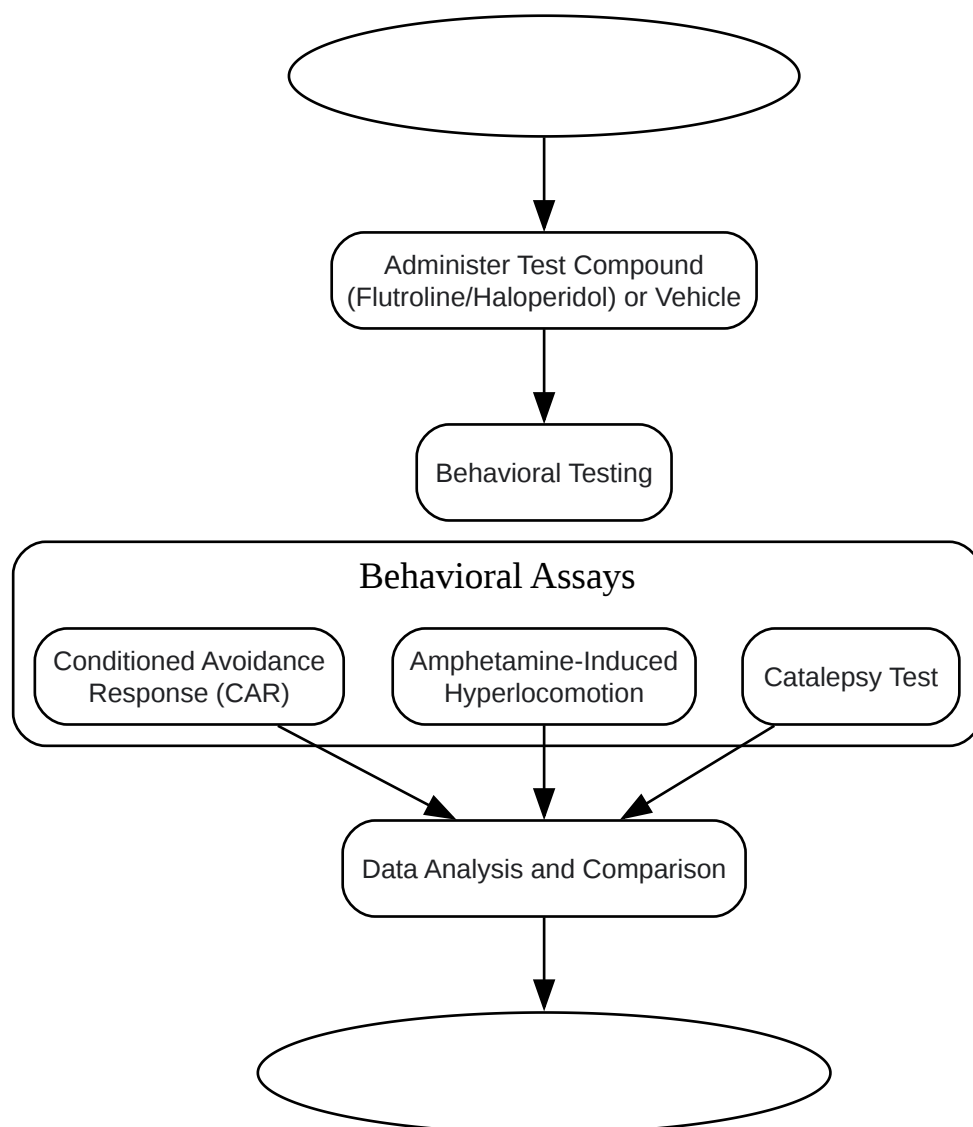 Administer Test Compound
(Flutroline/Haloperidol) or Vehicle
Behavioral Testing
Behavioral Assays
Conditioned Avoidance
Response (CAR)
Amphetamine-Induced
Hyperlocomotion
Catalepsy Test
Data Analysis and Comparison